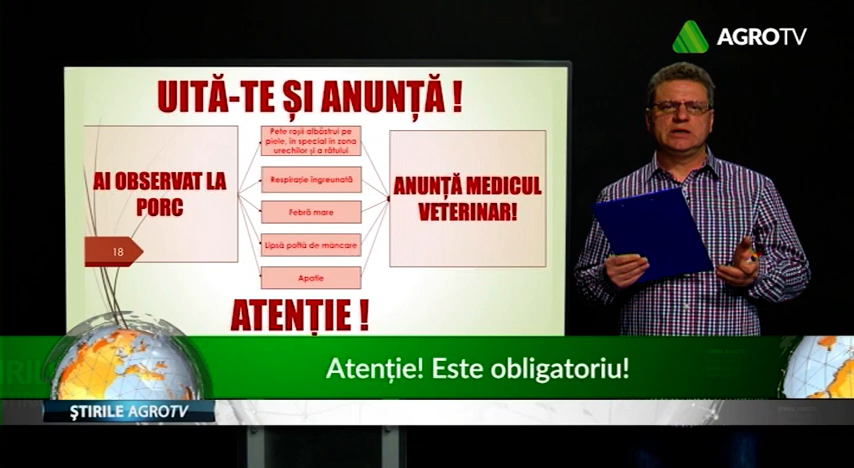 AGROTV
UITĂ-TE ȘI ANUNȚĂ !
AI OBSERVAT LA
PORC
Pete roșii albăstrui pe
piele, în special în zona
urechilor și a râtului
Respirație îngreunată
Febră mare
Lipsă poftă de mâncare
Apatie
ANUNȚĂ MEDICUL
VETERINAR!
18
ATENȚIE !
Atenție! Este obligatoriu!
ȘTIRILE AGROTV